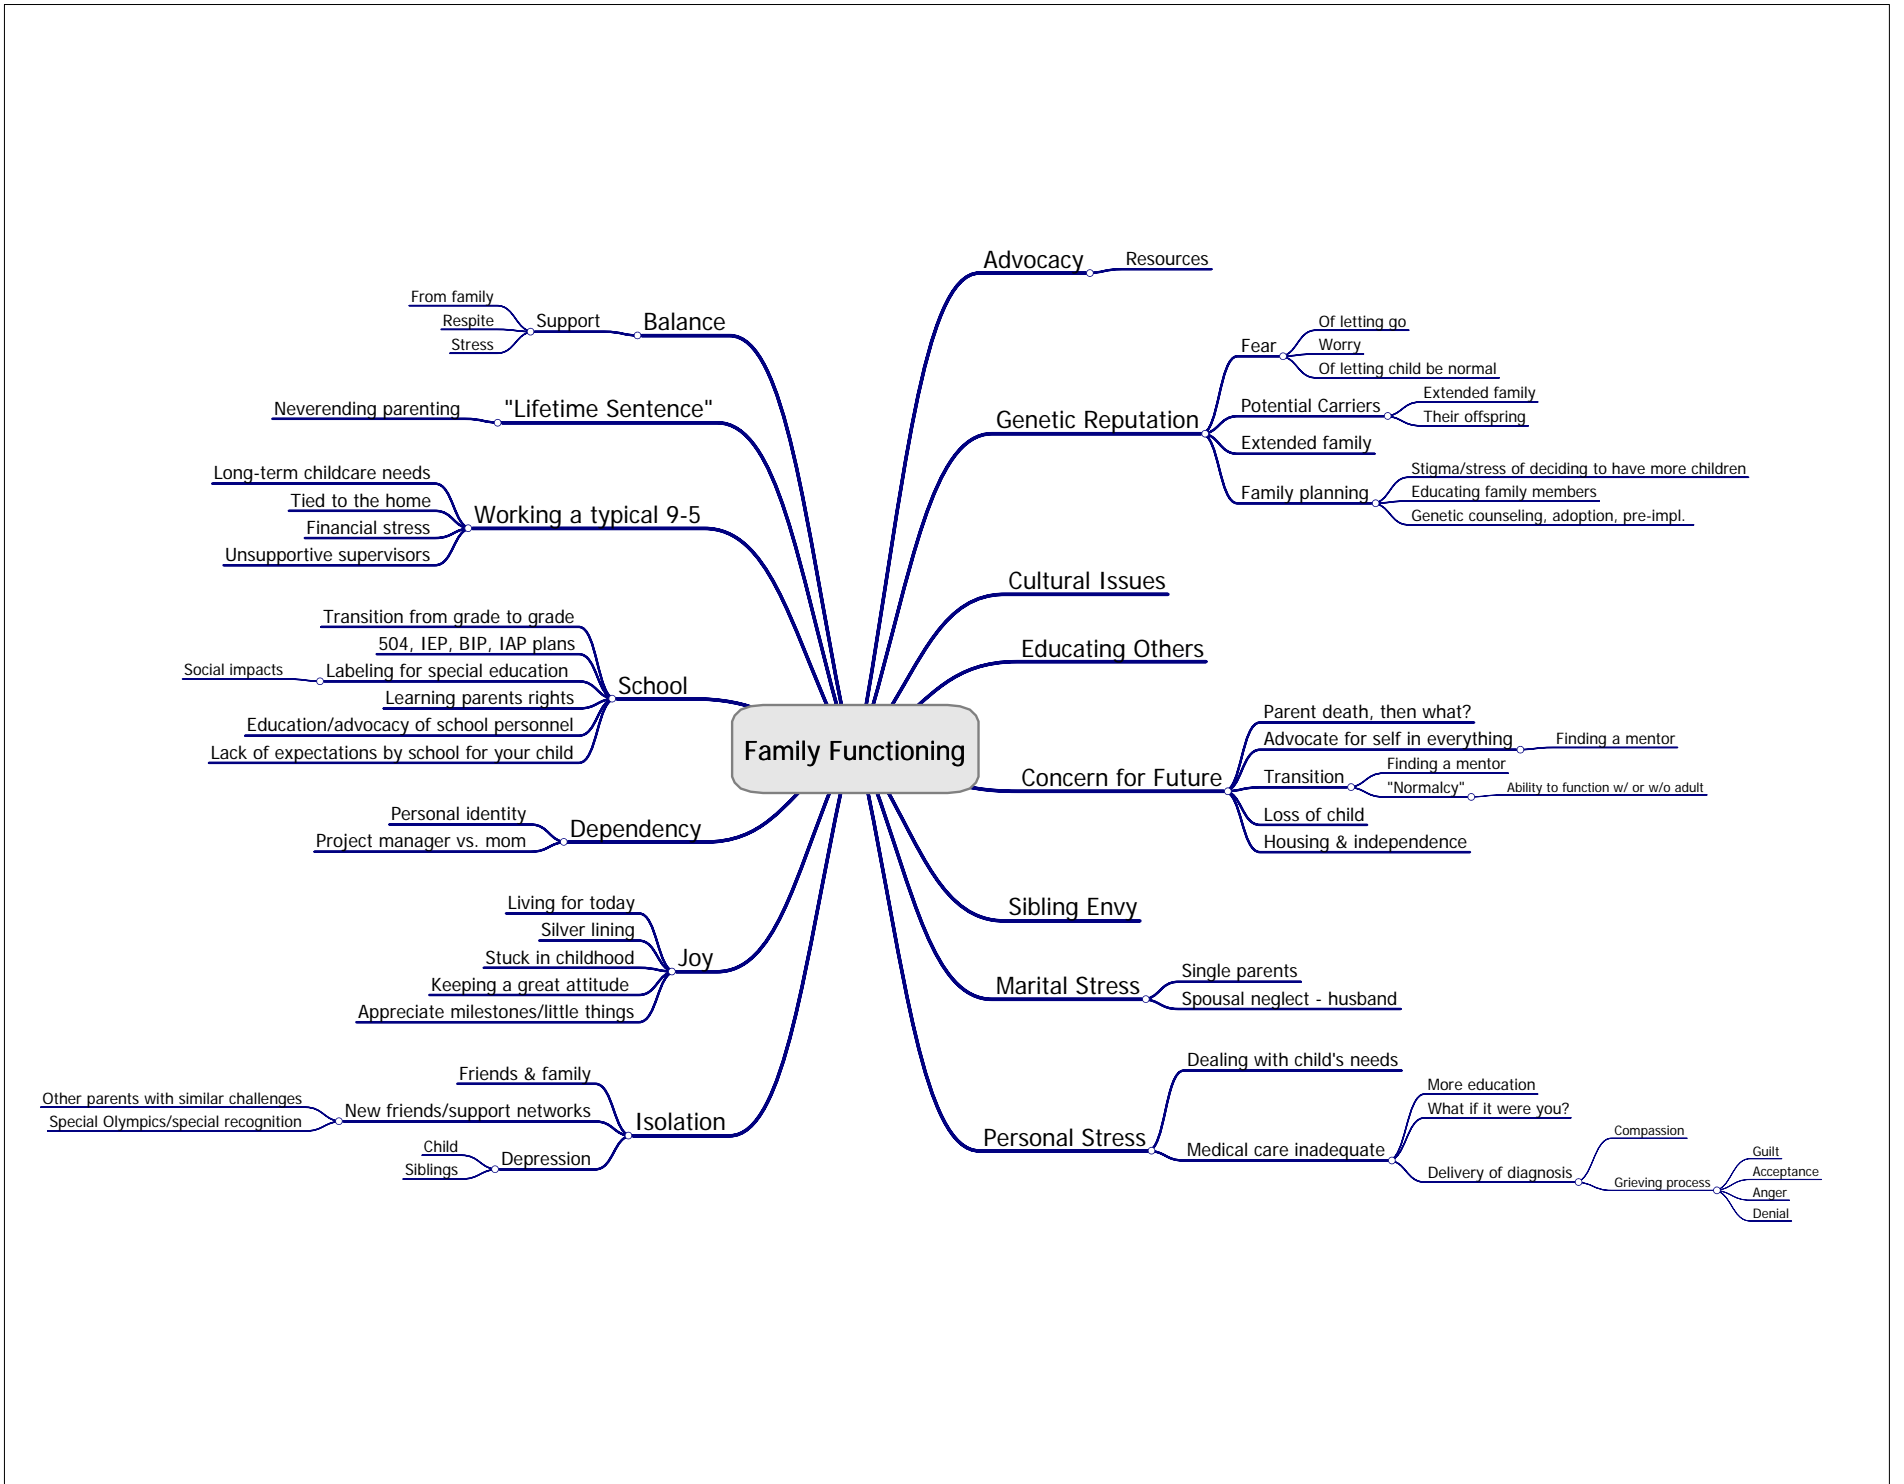 Family Functioning
Advocacy
Resources
Genetic Reputation
Fear
Of letting go
Worry
Of letting child be normal
Potential Carriers
Extended family
Their offspring
Extended family
Family planning
Stigma/stress of deciding to have more children
Educating family members
Genetic counseling, adoption, pre-impl.
Cultural Issues
Educating Others
Concern for Future
Parent death, then what?
Advocate for self in everything
Finding a mentor
Transition
Finding a mentor
"Normalcy"
Ability to function w/ or w/o adult
Loss of child
Housing & independence
Sibling Envy
Marital Stress
Single parents
Spousal neglect - husband
Personal Stress
Dealing with child's needs
Medical care inadequate
More education
What if it were you?
Delivery of diagnosis
Compassion
Grieving process
Guilt
Acceptance
Anger
Denial
Balance
Support
From family
Respite
Stress
"Lifetime Sentence"
Neverending parenting
Working a typical 9-5
Long-term childcare needs
Tied to the home
Financial stress
Unsupportive supervisors
School
Transition from grade to grade
504, IEP, BIP, IAP plans
Labeling for special education
Social impacts
Learning parents rights
Education/advocacy of school personnel
Lack of expectations by school for your child
Dependency
Personal identity
Project manager vs. mom
Joy
Living for today
Silver lining
Stuck in childhood
Keeping a great attitude
Appreciate milestones/little things
Isolation
Friends & family
New friends/support networks
Other parents with similar challenges
Special Olympics/special recognition
Depression
Child
Siblings